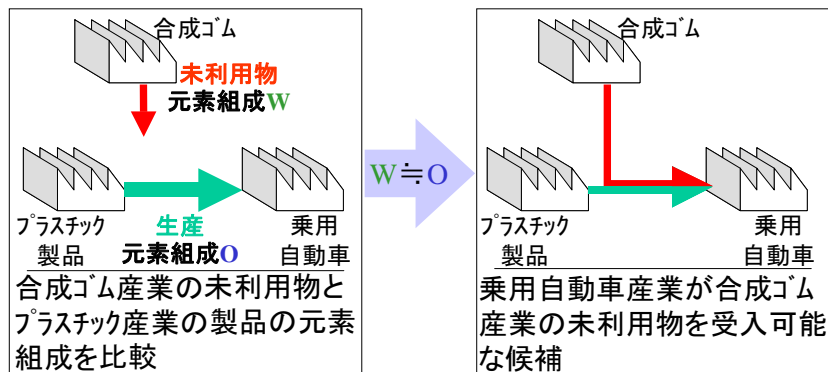 合成ｺﾞﾑ
未利用物
元素組成W
ﾌﾟﾗｽﾁｯｸ
製品
生産
元素組成O
乗用
自動車
合成ｺﾞﾑ産業の未利用物と
ﾌﾟﾗｽﾁｯｸ産業の製品の元素
組成を比較
W≒O
合成ｺﾞﾑ
ﾌﾟﾗｽﾁｯｸ
製品
乗用
自動車
乗用自動車産業が合成ｺﾞﾑ
産業の未利用物を受入可能
な候補